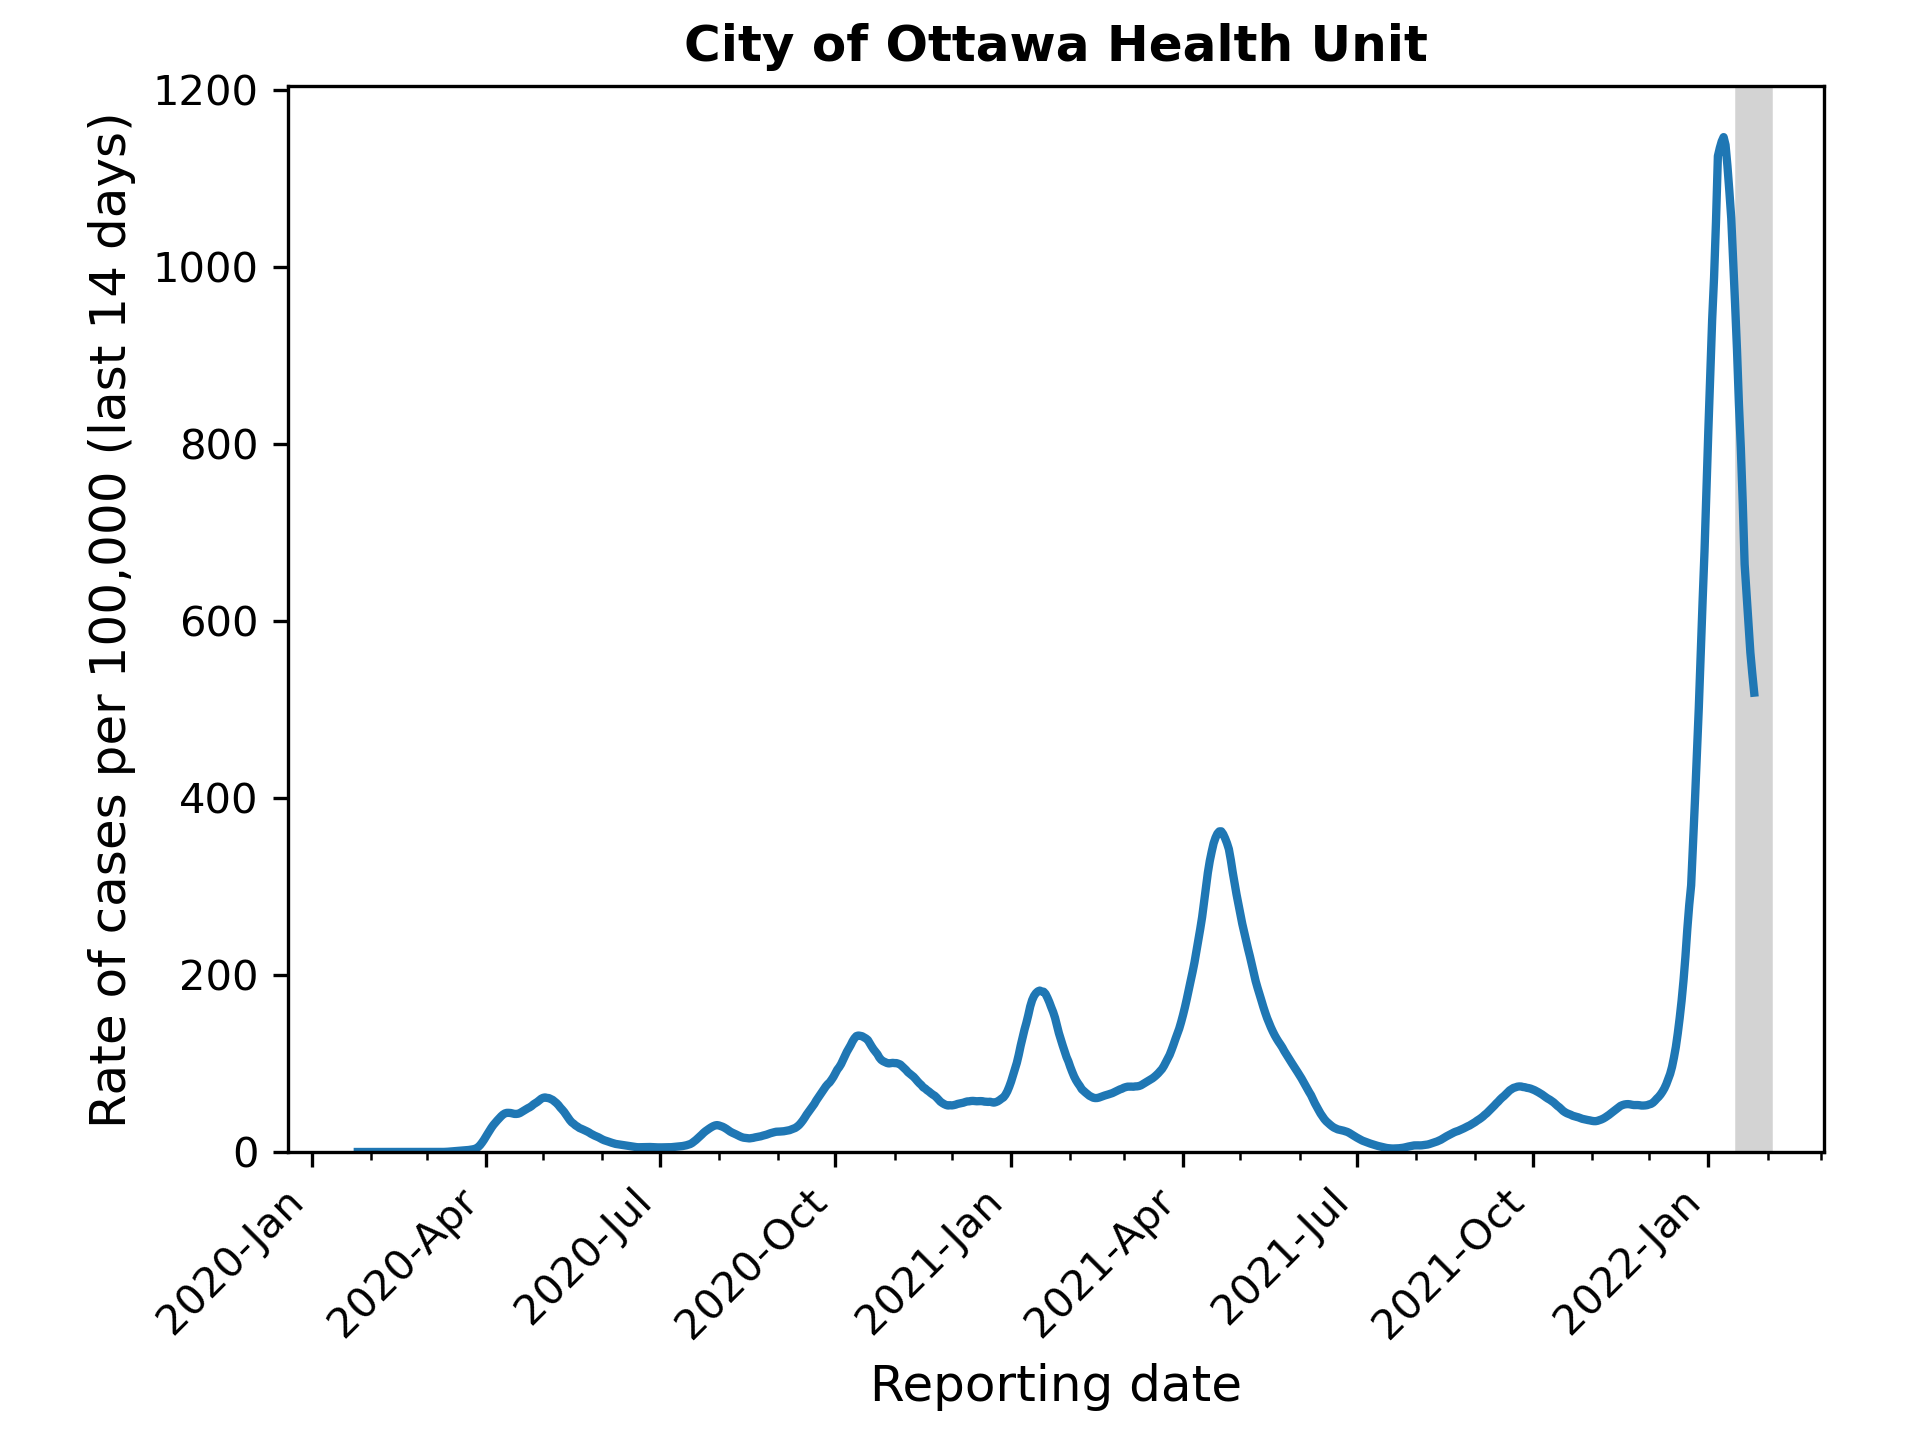 City of Ottawa Health Unit
Rate of cases per 100,000 (last 14 days)
1200
1000
800
600
400
200
0
2020-Jan
2020-Apr
2020-Jul
2020-Oct
2021-Jan
2021-Apr
2021-Jul
2021-Oct
2022-Jan
Reporting date